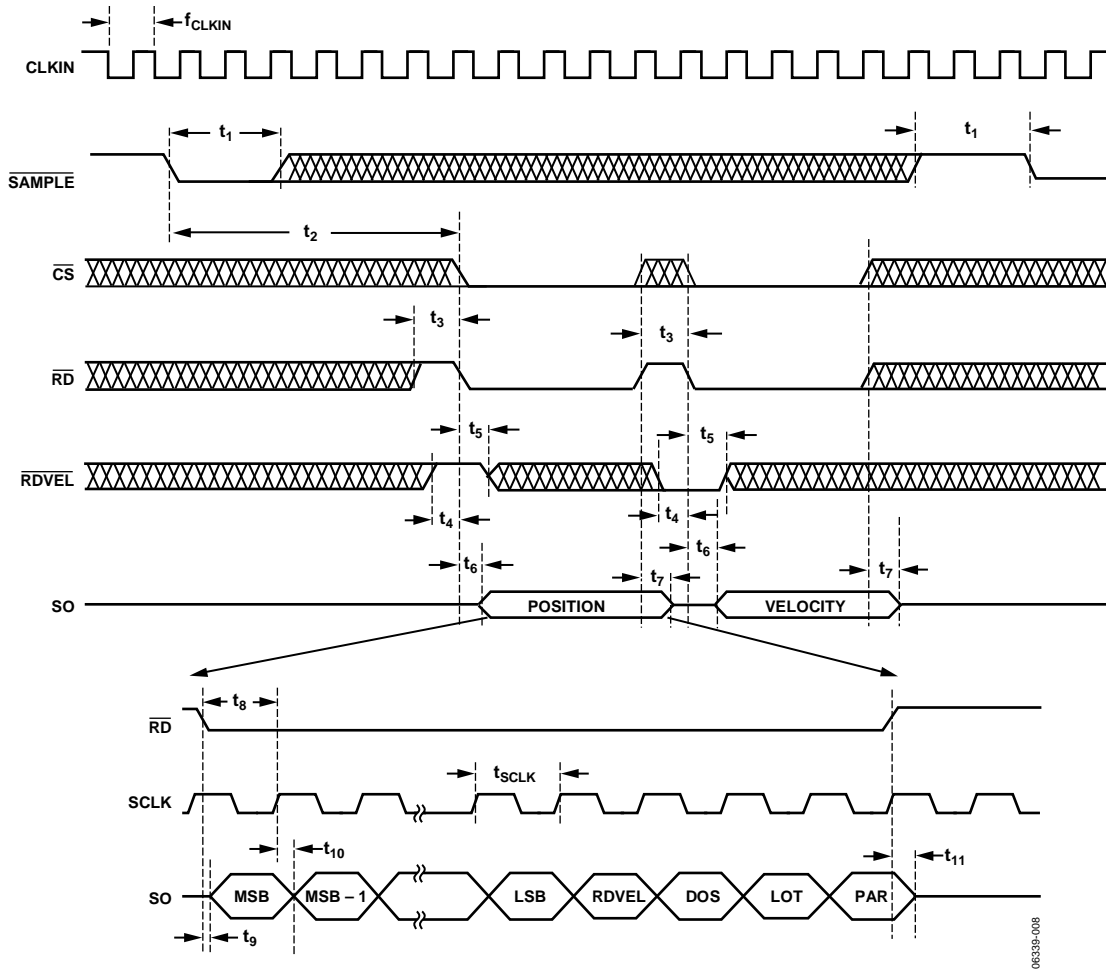 fCLKIN
CLKIN
t1 t1
SAMPLE
t2
CS
t3 t3
RD
t5 t5
RDVEL
t4 t4
t6 t6
t7 t7
SO POSITION VELOCITY
t8
RD
tSCLK
SCLK
t10 t11
SO MSB MSB – 1 LSB RDVEL DOS LOT PAR
t9
06339-008